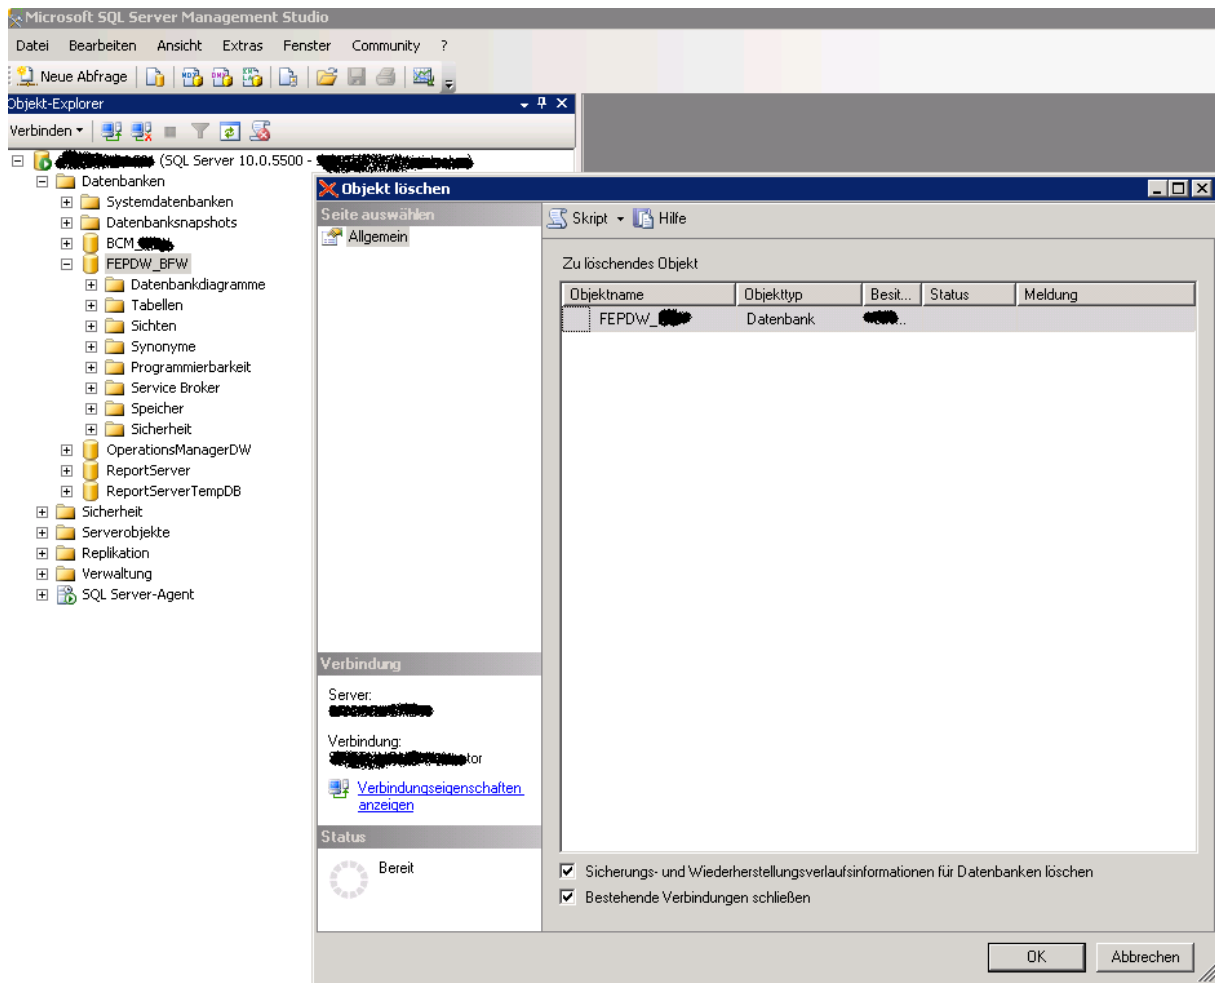 Microsoft SQL Server Management Studio
Datei Bearbeiten Ansicht Extras Fenster Community ?
Neue Abfrage
Objekt-Explorer
Verbinden
(SQL Server 10.0.5500 -
Datenbanken
Systemdatenbanken
Datenbanksnapshots
BCM_
FEPDW_BFW
Datenbankdiagramme
Tabellen
Sichten
Synonyme
Programmierbarkeit
Service Broker
Speicher
Sicherheit
OperationsManagerDW
ReportServer
ReportServerTempDB
Sicherheit
Serverobjekte
Replikation
Verwaltung
SQL Server-Agent
Objekt löschen
Seite auswählen
Allgemein
Skript Hilfe
Zu löschendes Objekt
Objektname Objekttyp Besit... Status Meldung
FEPDW_ Datenbank ..
Verbindung
Server:
Verbindung:
tor
Verbindungseigenschaften
anzeigen
Status
Bereit
Sicherungs- und Wiederherstellungsverlaufsinformationen für Datenbanken löschen
Bestehende Verbindungen schließen
OK Abbrechen